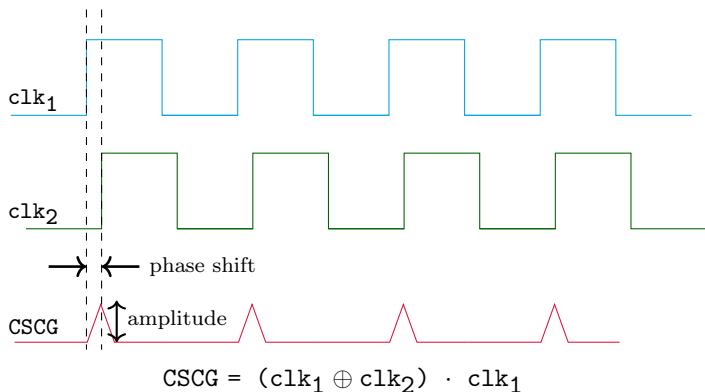 clk₁
clk₂
phase shift
amplitude
CSCG
CSCG = (clk₁ ⊕ clk₂) · clk₁